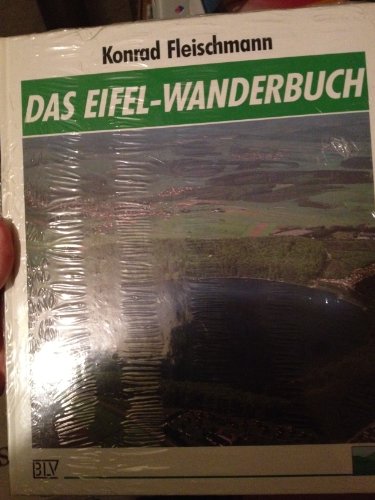 Konrad Fleischmann
DAS EIFEL-WANDERBUCH
BLV